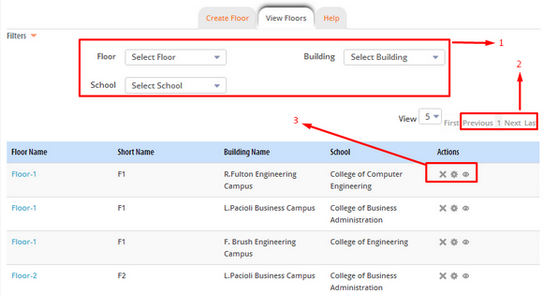 Create Floor View Floors Help
Filters
1
Floor Select Floor Building Select Building
2
School Select School
View 5 First Previous 1 Next Las
3
Floor Name Short Name Building Name School Actions
Floor-1 F1 R.Fulton Engineering College of Computer
Campus Engineering
Floor-1 F1 L.Pacioli Business Campus College of Business
Administration
Floor-1 F1 F. Brush Engineering College of Engineering
Campus
Floor-2 F2 L.Pacioli Business Campus College of Business
Administration